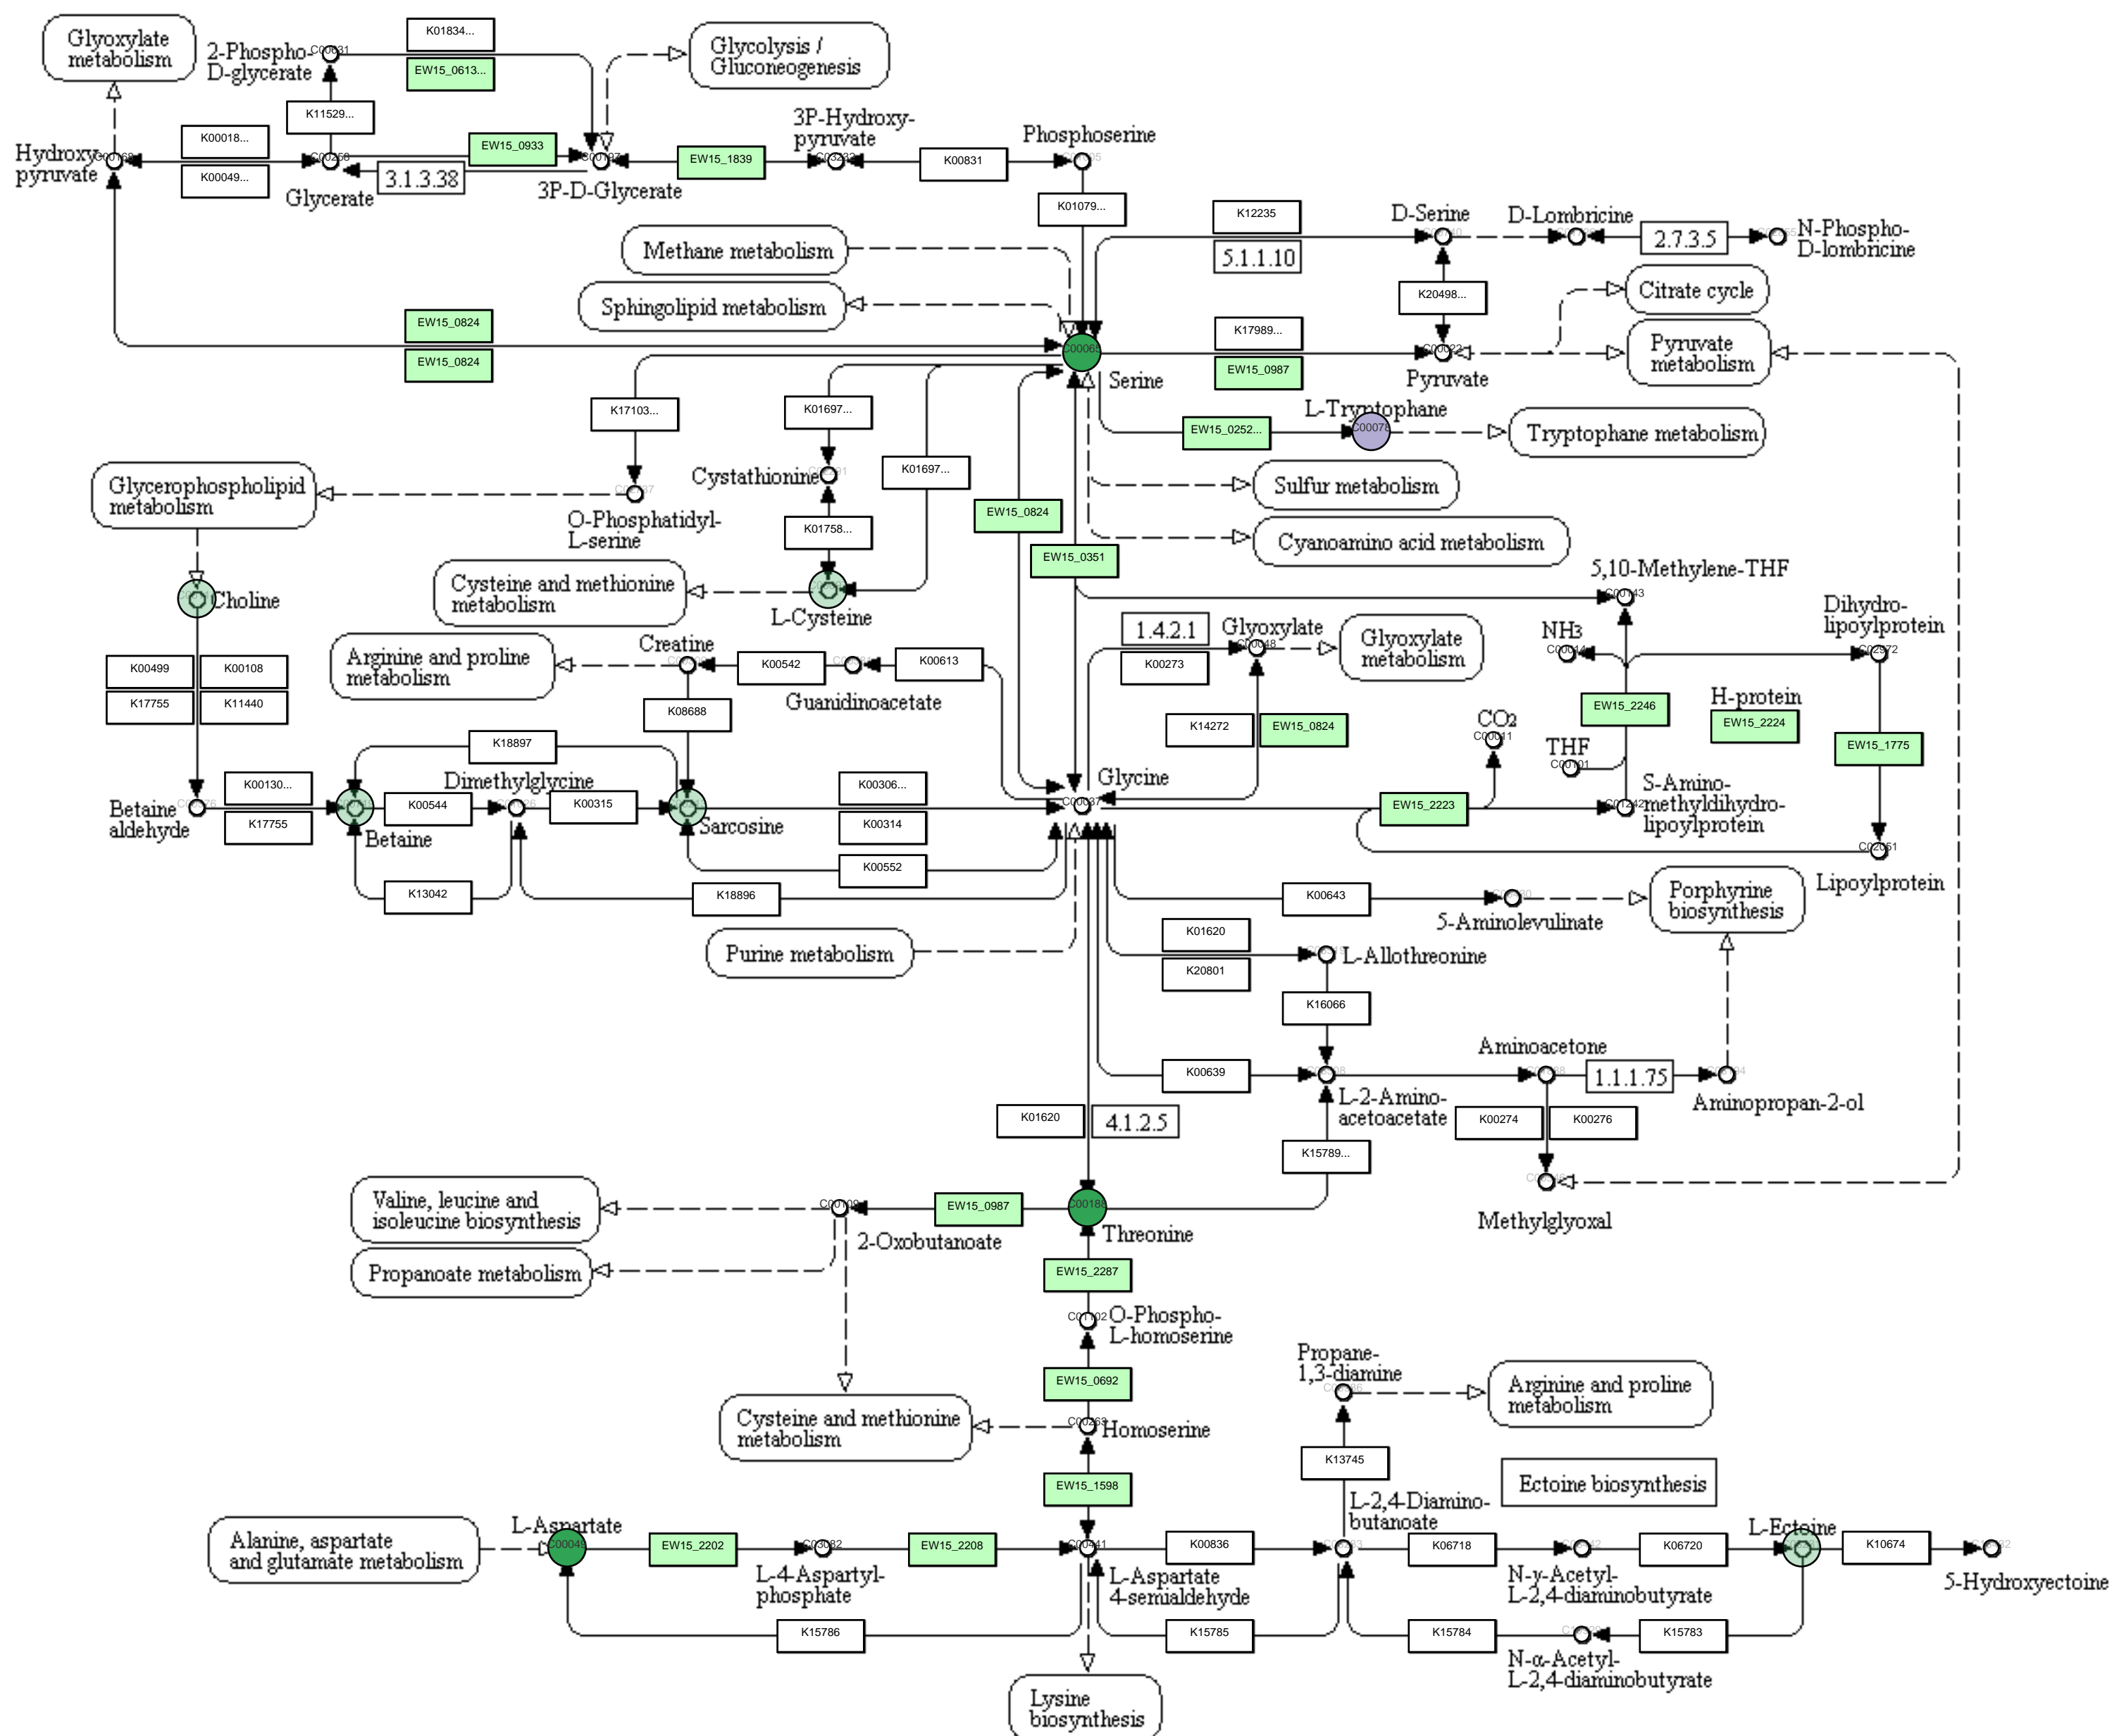 Glyoxylate
metabolism
2-Phospho-
D-glycerate
K01834...
EW15_0613...
Glycolysis /
Gluconeogenesis
K11529...
K00018...
K00049...
Hydroxy-
pyruvate
Glycerate
EW15_0933
3.1.3.38
3P-D-Glycerate
EW15_1839
3P-Hydroxy-
pyruvate
K00831
Phosphoserine
K01079...
Methane metabolism
Sphingolipid metabolism
K12235
5.1.1.10
D-Serine
D-Lombricine
2.7.3.5
N-Phospho-
D-lombricine
K20498...
Citrate cycle
EW15_0824
EW15_0824
Serine
K17989...
EW15_0987
Pyruvate
Pyruvate
metabolism
K17103...
K01697...
K01697...
EW15_0252...
L-Tryptophane
C00078
Tryptophane metabolism
Glycerophospholipid
metabolism
O-Phosphatidyl-
L-serine
Cystathionine
K01758...
EW15_0824
EW15_0351
Sulfur metabolism
Cyanoamino acid metabolism
Choline
Cysteine and methionine
metabolism
L-Cysteine
5,10-Methylene-THF
Dihydro-
lipoylprotein
K00499
K00108
K17755
K11440
Arginine and proline
metabolism
Creatine
K00542
K00613
Guanidinoacetate
K08688
1.4.2.1
K00273
Glyoxylate
Glyoxylate
metabolism
K14272
EW15_0824
NH3
EW15_2246
H-protein
EW15_2224
EW15_1775
CO2
C00011
THF
C00101
K18897
Betaine
aldehyde
K00130...
K17755
Betaine
K00544
Dimethylglycine
K00315
Sarcosine
K00306...
K00314
K00552
K13042
K18896
Glycine
C00037
EW15_2223
S-Amino-
methyldihydro-
lipoylprotein
C02051
Lipoylprotein
K00643
5-Aminolevulinate
Porphyrine
biosynthesis
Purine metabolism
K01620
K20801
L-Allothreonine
K16066
K00639
L-2-Amino-
acetoacetate
Aminoacetone
1.1.1.75
Aminopropan-2-ol
K01620
4.1.2.5
K15789...
K00274
K00276
Methylglyoxal
Valine, leucine and
isoleucine biosynthesis
Propanoate metabolism
2-Oxobutanoate
EW15_0987
C00188
Threonine
EW15_2287
C01102
O-Phospho-
L-homoserine
EW15_0692
Cysteine and methionine
metabolism
C00263
Homoserine
EW15_1598
Propane-
1,3-diamine
Arginine and proline
metabolism
K13745
Ectoine biosynthesis
Alanine, aspartate
and glutamate metabolism
L-Aspartate
C00049
EW15_2202
L-4-Aspartyl-
phosphate
EW15_2208
C00441
L-Aspartate
4-semialdehyde
K00836
L-2,4-Diamino-
butanoate
K06718
N-γ-Acetyl-
L-2,4-diaminobutyrate
K06720
L-Ectoine
K10674
5-Hydroxyectoine
K15786
K15785
K15784
K15783
N-α-Acetyl-
L-2,4-diaminobutyrate
Lysine
biosynthesis